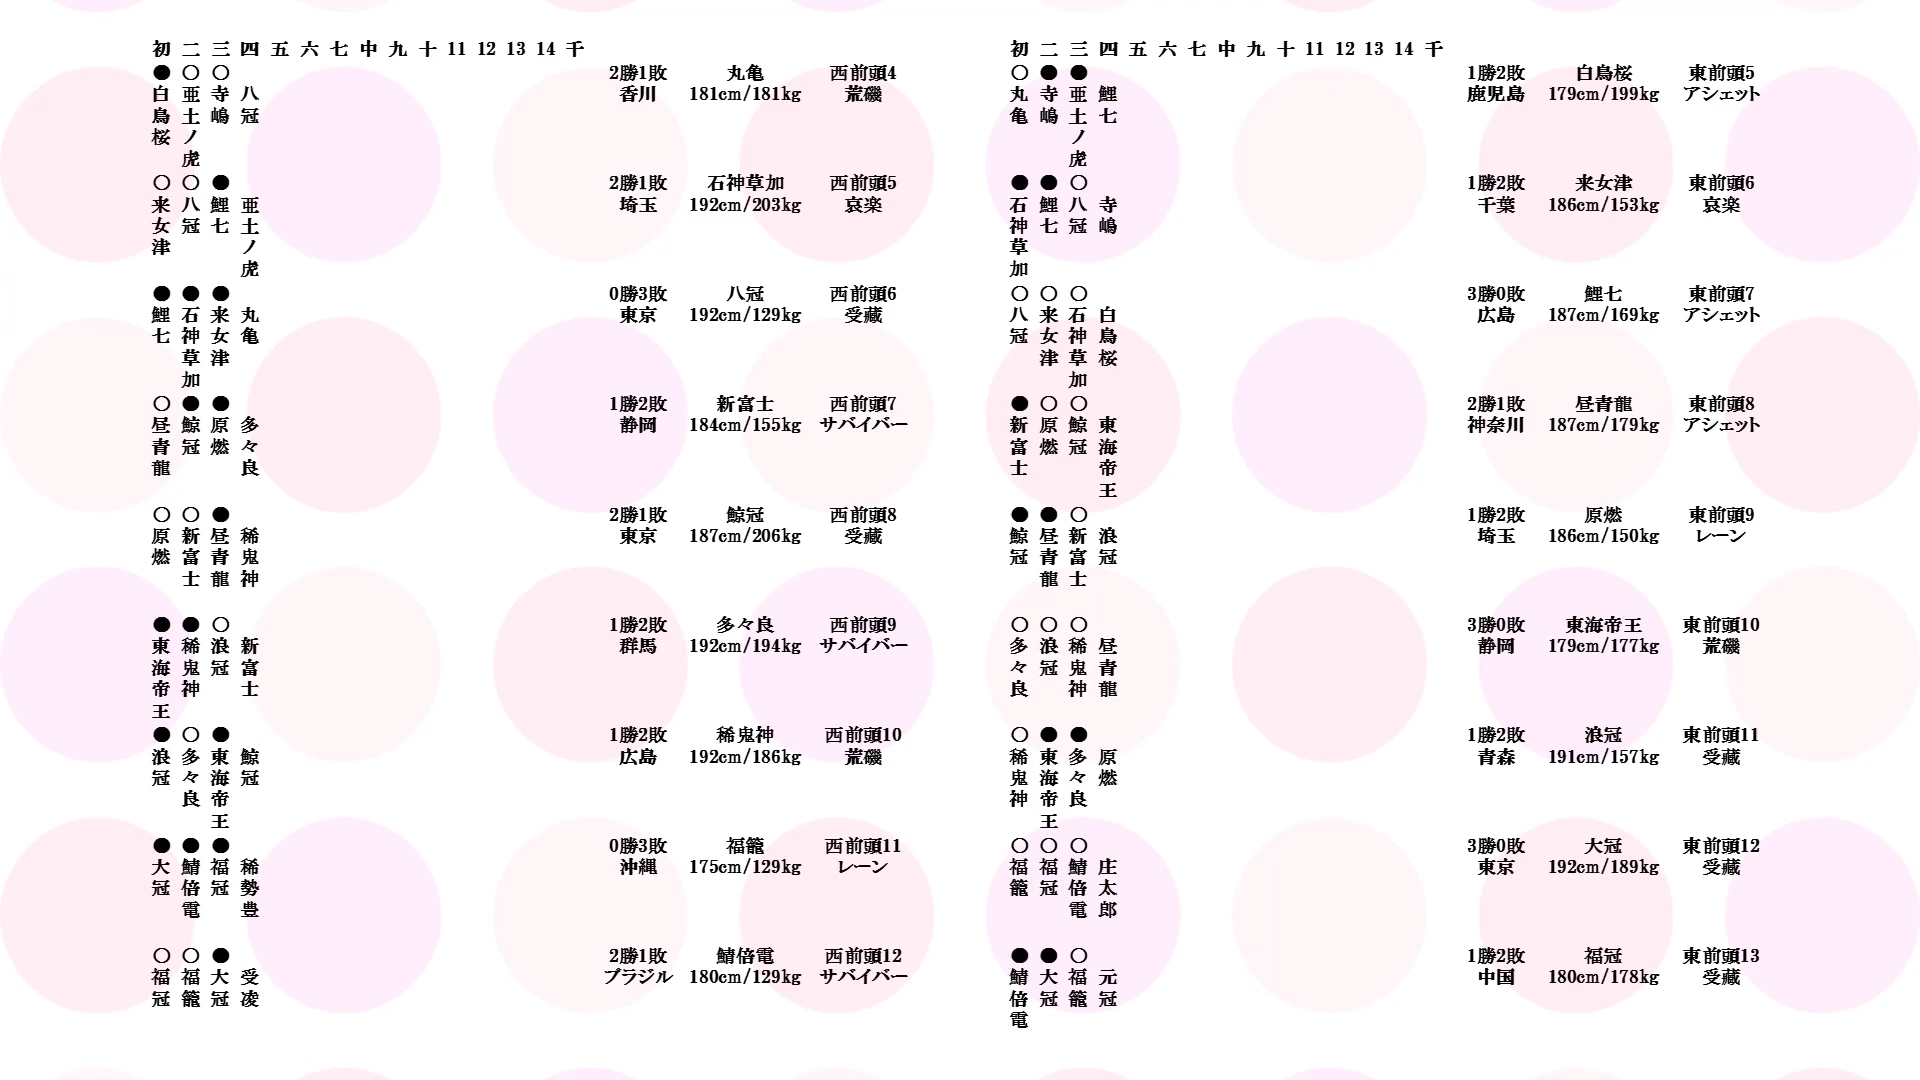 初 二 三 四 五 六 七 中 九 十 11 12 13 14 千
●白鳥桜
○亜土ノ虎
○寺嶋
八冠
2勝1敗 丸亀 西前頭4
香川 181cm/181kg 荒磯
○来女津
○八冠
●鯉七
亜土ノ虎
2勝1敗 石神草加 西前頭5
埼玉 192cm/203kg 哀楽
●鯉七
●石神草加
●来女津
丸亀
0勝3敗 八冠 西前頭6
東京 192cm/129kg 受蔵
○昼青龍
●鯨冠
●原燃
多々良
1勝2敗 新富士 西前頭7
静岡 184cm/155kg サバイバー
○原燃
○新富士
●昼青龍
稀鬼神
2勝1敗 鯨冠 西前頭8
東京 187cm/206kg 受蔵
●東海帝王
●稀鬼神
○浪冠
新富士
1勝2敗 多々良 西前頭9
群馬 192cm/194kg サバイバー
●浪冠
○多々良
●東海帝王
鯨冠
1勝2敗 稀鬼神 西前頭10
広島 192cm/186kg 荒磯
●大冠
●鯖倍電
●福冠
稀勢豊
0勝3敗 福籠 西前頭11
沖縄 175cm/129kg レーン
○福冠
○福籠
●大冠
受凌
2勝1敗 鯖倍電 西前頭12
ブラジル 180cm/129kg サバイバー
初 二 三 四 五 六 七 中 九 十 11 12 13 14 千
○丸亀
●寺嶋
●亜土ノ虎
鯉七
1勝2敗 白鳥桜 東前頭5
鹿児島 179cm/199kg アシェット
●石神草加
●鯉七
○八冠
寺嶋
1勝2敗 来女津 東前頭6
千葉 186cm/153kg 哀楽
○八冠
○来女津
○石神草加
白鳥桜
3勝0敗 鯉七 東前頭7
広島 187cm/169kg アシェット
●新富士
○原燃
○鯨冠
東海帝王
2勝1敗 昼青龍 東前頭8
神奈川 187cm/179kg アシェット
●鯨冠
●昼青龍
○新富士
浪冠
1勝2敗 原燃 東前頭9
埼玉 186cm/150kg レーン
○多々良
○浪冠
○稀鬼神
昼青龍
3勝0敗 東海帝王 東前頭10
静岡 179cm/177kg 荒磯
○稀鬼神
●東海帝王
●多々良
原燃
1勝2敗 浪冠 東前頭11
青森 191cm/157kg 受蔵
○福籠
○福冠
○鯖倍電
庄太郎
3勝0敗 大冠 東前頭12
東京 192cm/189kg 受蔵
●鯖倍電
●大冠
○福籠
元冠
1勝2敗 福冠 東前頭13
中国 180cm/178kg 受蔵